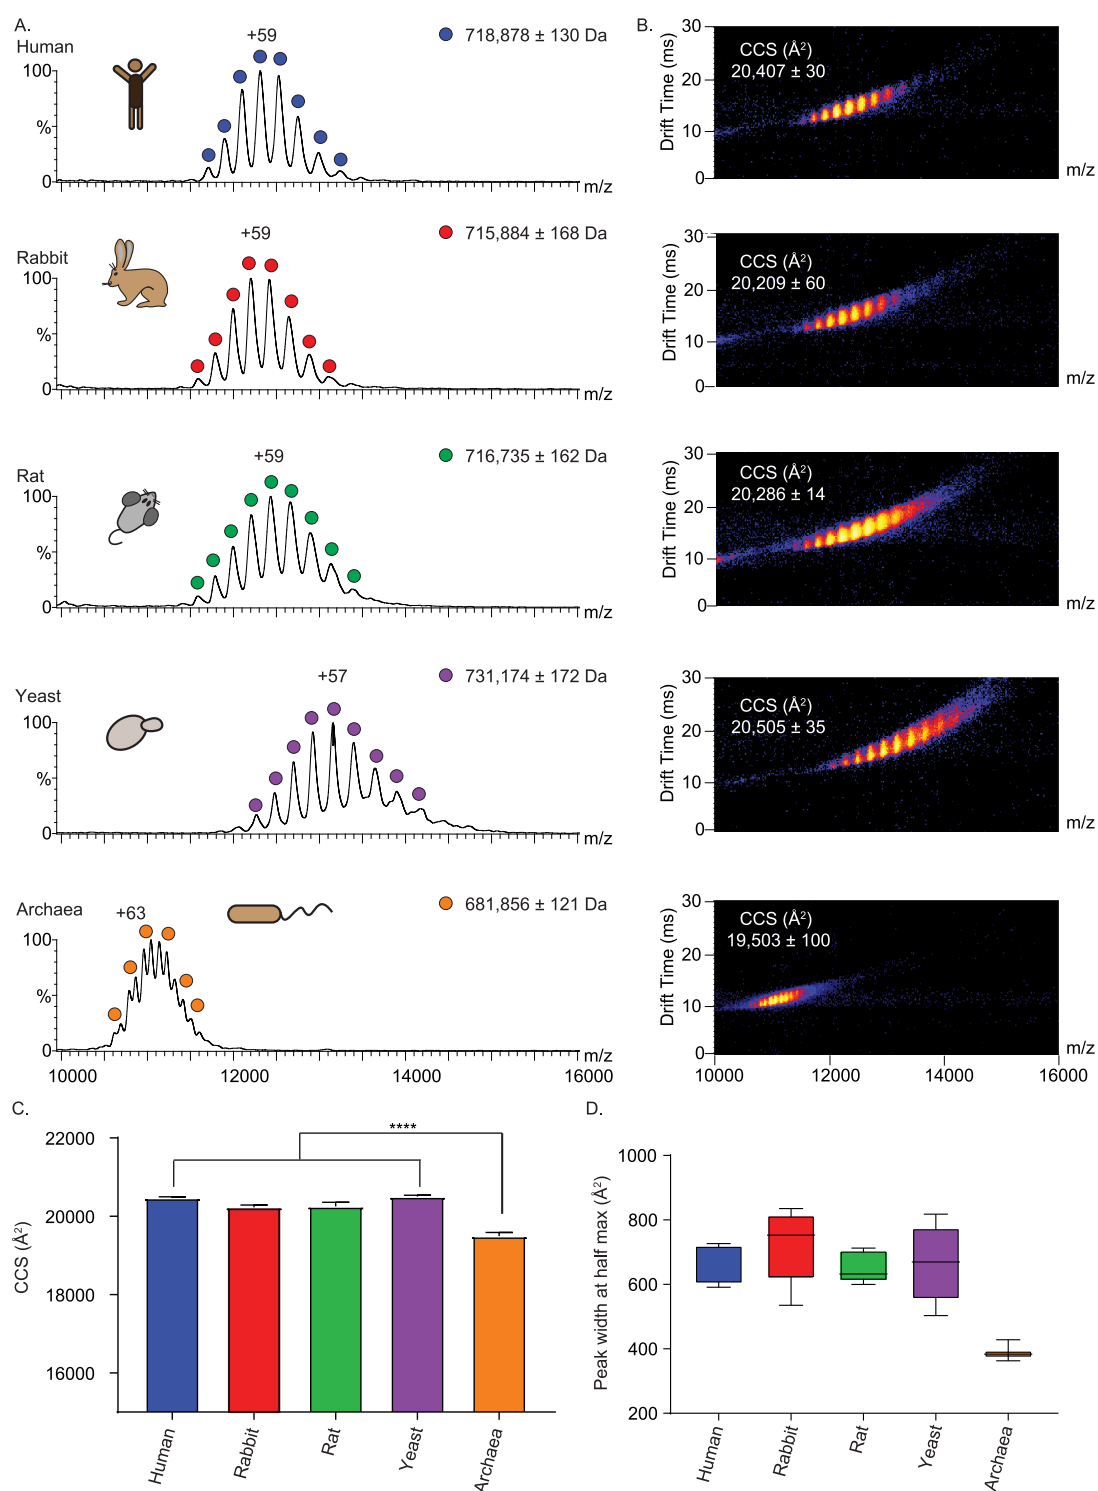 A.
Human
+59
718,878 ± 130 Da
100
%
0
m/z
Rabbit
+59
715,884 ± 168 Da
100
%
0
m/z
Rat
+59
716,735 ± 162 Da
100
%
0
m/z
Yeast
+57
731,174 ± 172 Da
100
%
0
m/z
Archaea
+63
681,856 ± 121 Da
100
%
0
m/z
10000 12000 14000 16000
B.
Drift Time (ms)
30
20
10
0
CCS (Å²)
20,407 ± 30
m/z
Drift Time (ms)
30
20
10
0
CCS (Å²)
20,209 ± 60
m/z
Drift Time (ms)
30
20
10
0
CCS (Å²)
20,286 ± 14
m/z
Drift Time (ms)
30
20
10
0
CCS (Å²)
20,505 ± 35
m/z
Drift Time (ms)
30
20
10
0
CCS (Å²)
19,503 ± 100
m/z
10000 12000 14000 16000
C.
CCS (Å²)
22000
20000
18000
16000
****
Human Rabbit Rat Yeast Archaea
D.
Peak width at half max (Å²)
1000
800
600
400
200
Human Rabbit Rat Yeast Archaea